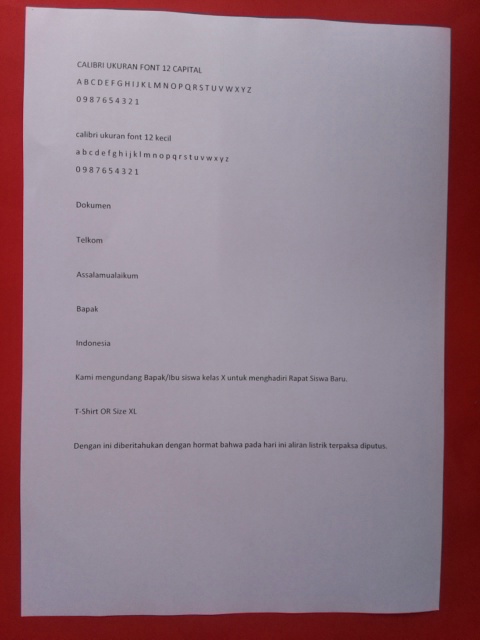 CALIBRI UKURAN FONT 12 CAPITAL
A B C D E F G H I J K L M N O P Q R S T U V W X Y Z
0 9 8 7 6 5 4 3 2 1
calibri ukuran font 12 kecil
a b c d e f g h i j k l m n o p q r s t u v w x y z
0 9 8 7 6 5 4 3 2 1
Dokumen
Telkom
Assalamualaikum
Bapak
Indonesia
Kami mengundang Bapak/Ibu siswa kelas X untuk menghadiri Rapat Siswa Baru.
T-Shirt OR Size XL
Dengan ini diberitahukan dengan hormat bahwa pada hari ini aliran listrik terpaksa diputus.